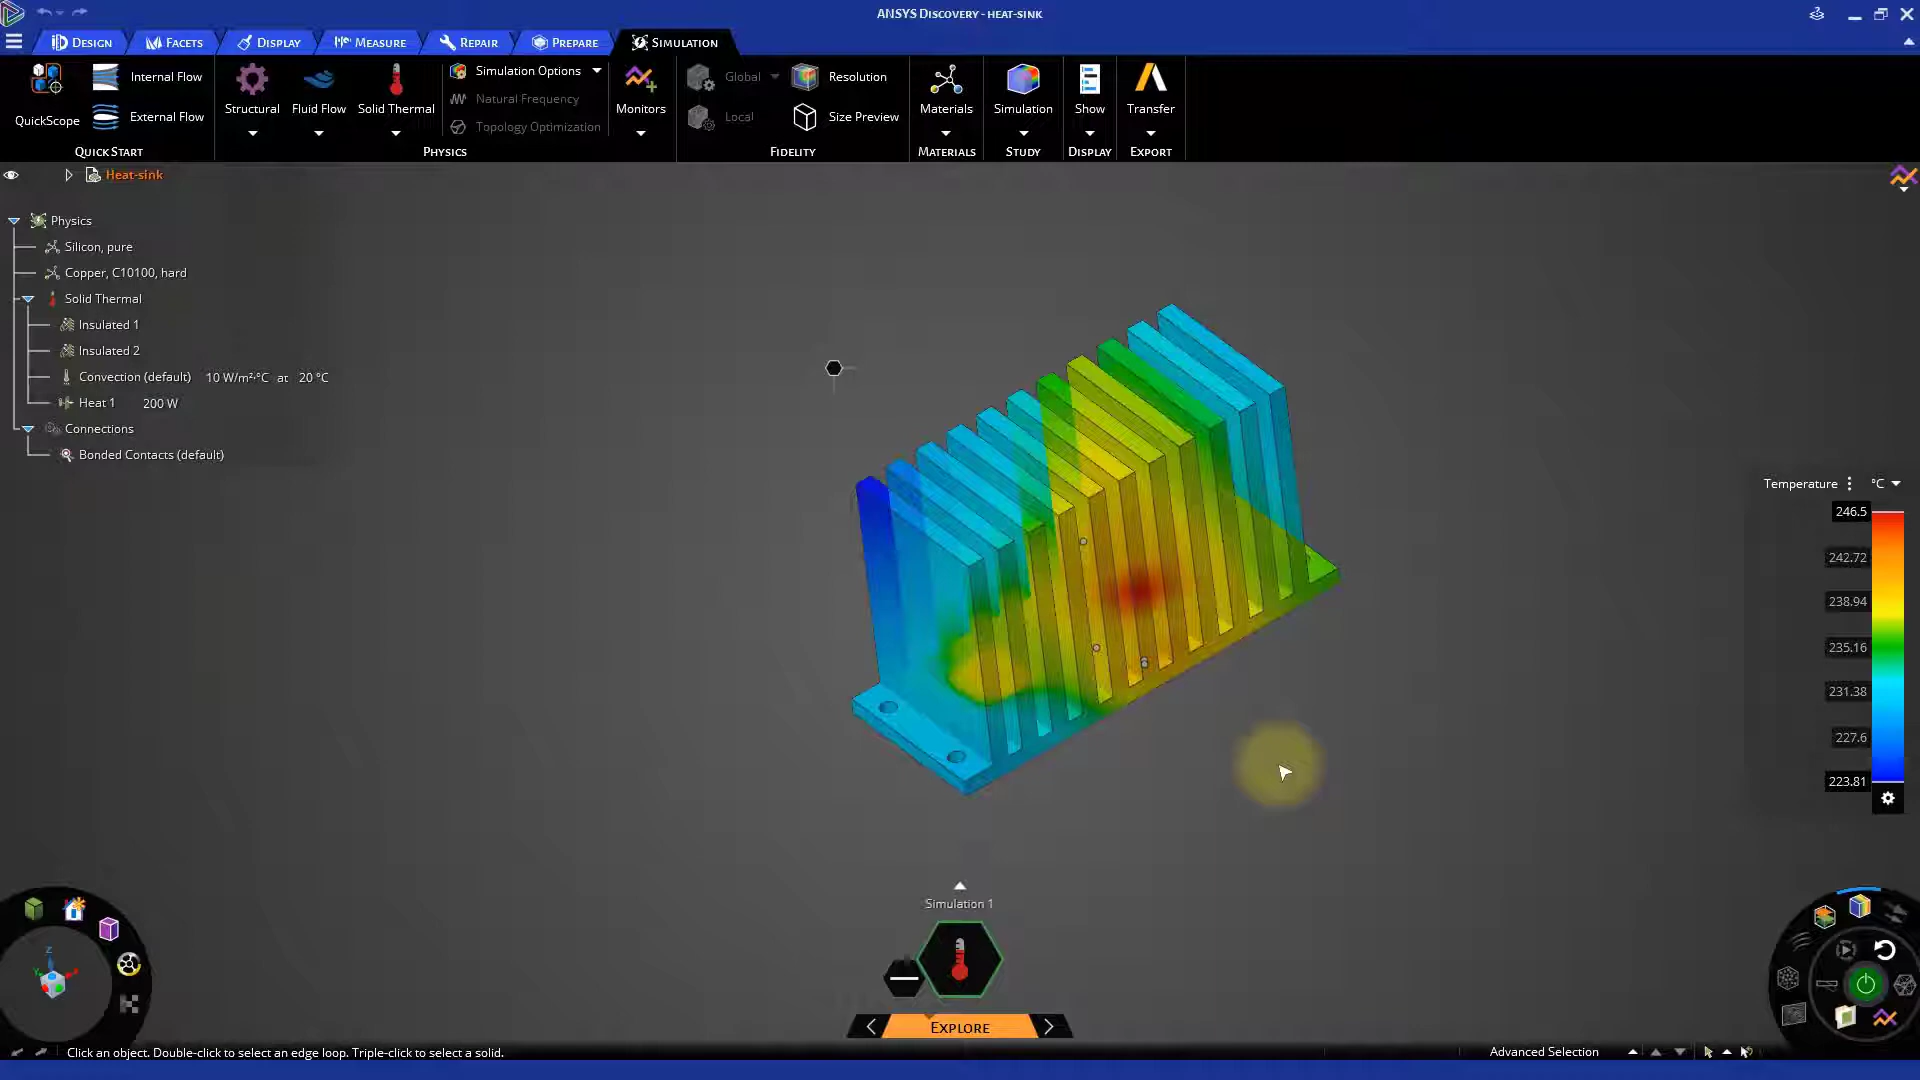 ANSYS DISCOVERY - HEAT-SINK
DESIGN FACETS DISPLAY MEASURE REPAIR PREPARE SIMULATION
QuickScope
Internal Flow
External Flow
QUICK START
Structural
Fluid Flow
Solid Thermal
Simulation Options
Natural Frequency
Topology Optimization
PHYSICS
Monitors
Global
Local
Resolution
Size Preview
FIDELITY
Materials
MATERIALS
Simulation
STUDY
Show
DISPLAY
Transfer
EXPORT
Heat-sink
Physics
Silicon, pure
Copper, C10100, hard
Solid Thermal
Insulated 1
Insulated 2
Convection (default) 10 W/m²·°C at 20 °C
Heat 1 200 W
Connections
Bonded Contacts (default)
Temperature °C
246.5
242.72
238.94
235.16
231.38
227.6
223.81
Z
Y
X
Simulation 1
EXPLORE
Click an object. Double-click to select an edge loop. Triple-click to select a solid.
Advanced Selection